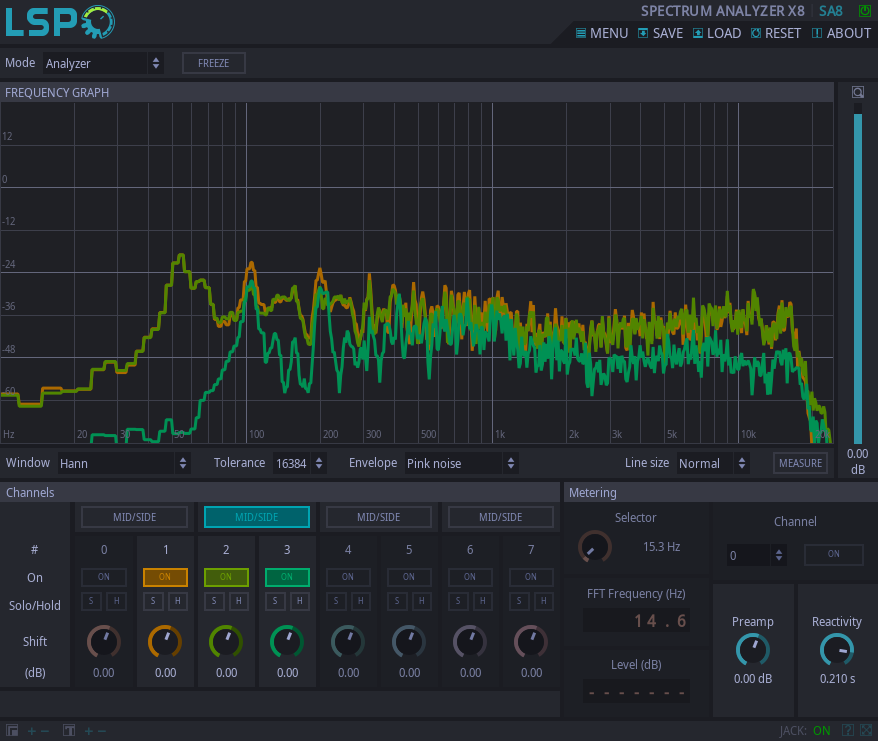 LSP
SPECTRUM ANALYZER X8 SA8
MENU SAVE LOAD RESET ABOUT
Mode Analyzer FREEZE
FREQUENCY GRAPH
12
0
-12
-24
-36
-48
-60
Hz 20 30 50 100 200 300 500 1k 2k 3k 5k 10k
Window Hann Tolerance 16384 Envelope Pink noise Line size Normal MEASURE
0.00
dB
Channels
MID/SIDE MID/SIDE MID/SIDE MID/SIDE
# 0 1 2 3 4 5 6 7
On ON ON ON ON ON ON ON ON
Solo/Hold S H S H S H S H S H S H S H S H
Shift
(dB) 0.00 0.00 0.00 0.00 0.00 0.00 0.00 0.00
Metering
Selector
15.3 Hz
FFT Frequency (Hz)
14.6
Level (dB)
-------
Channel
0 ON
Preamp
0.00 dB
Reactivity
0.210 s
+ − T + − JACK: ON ?